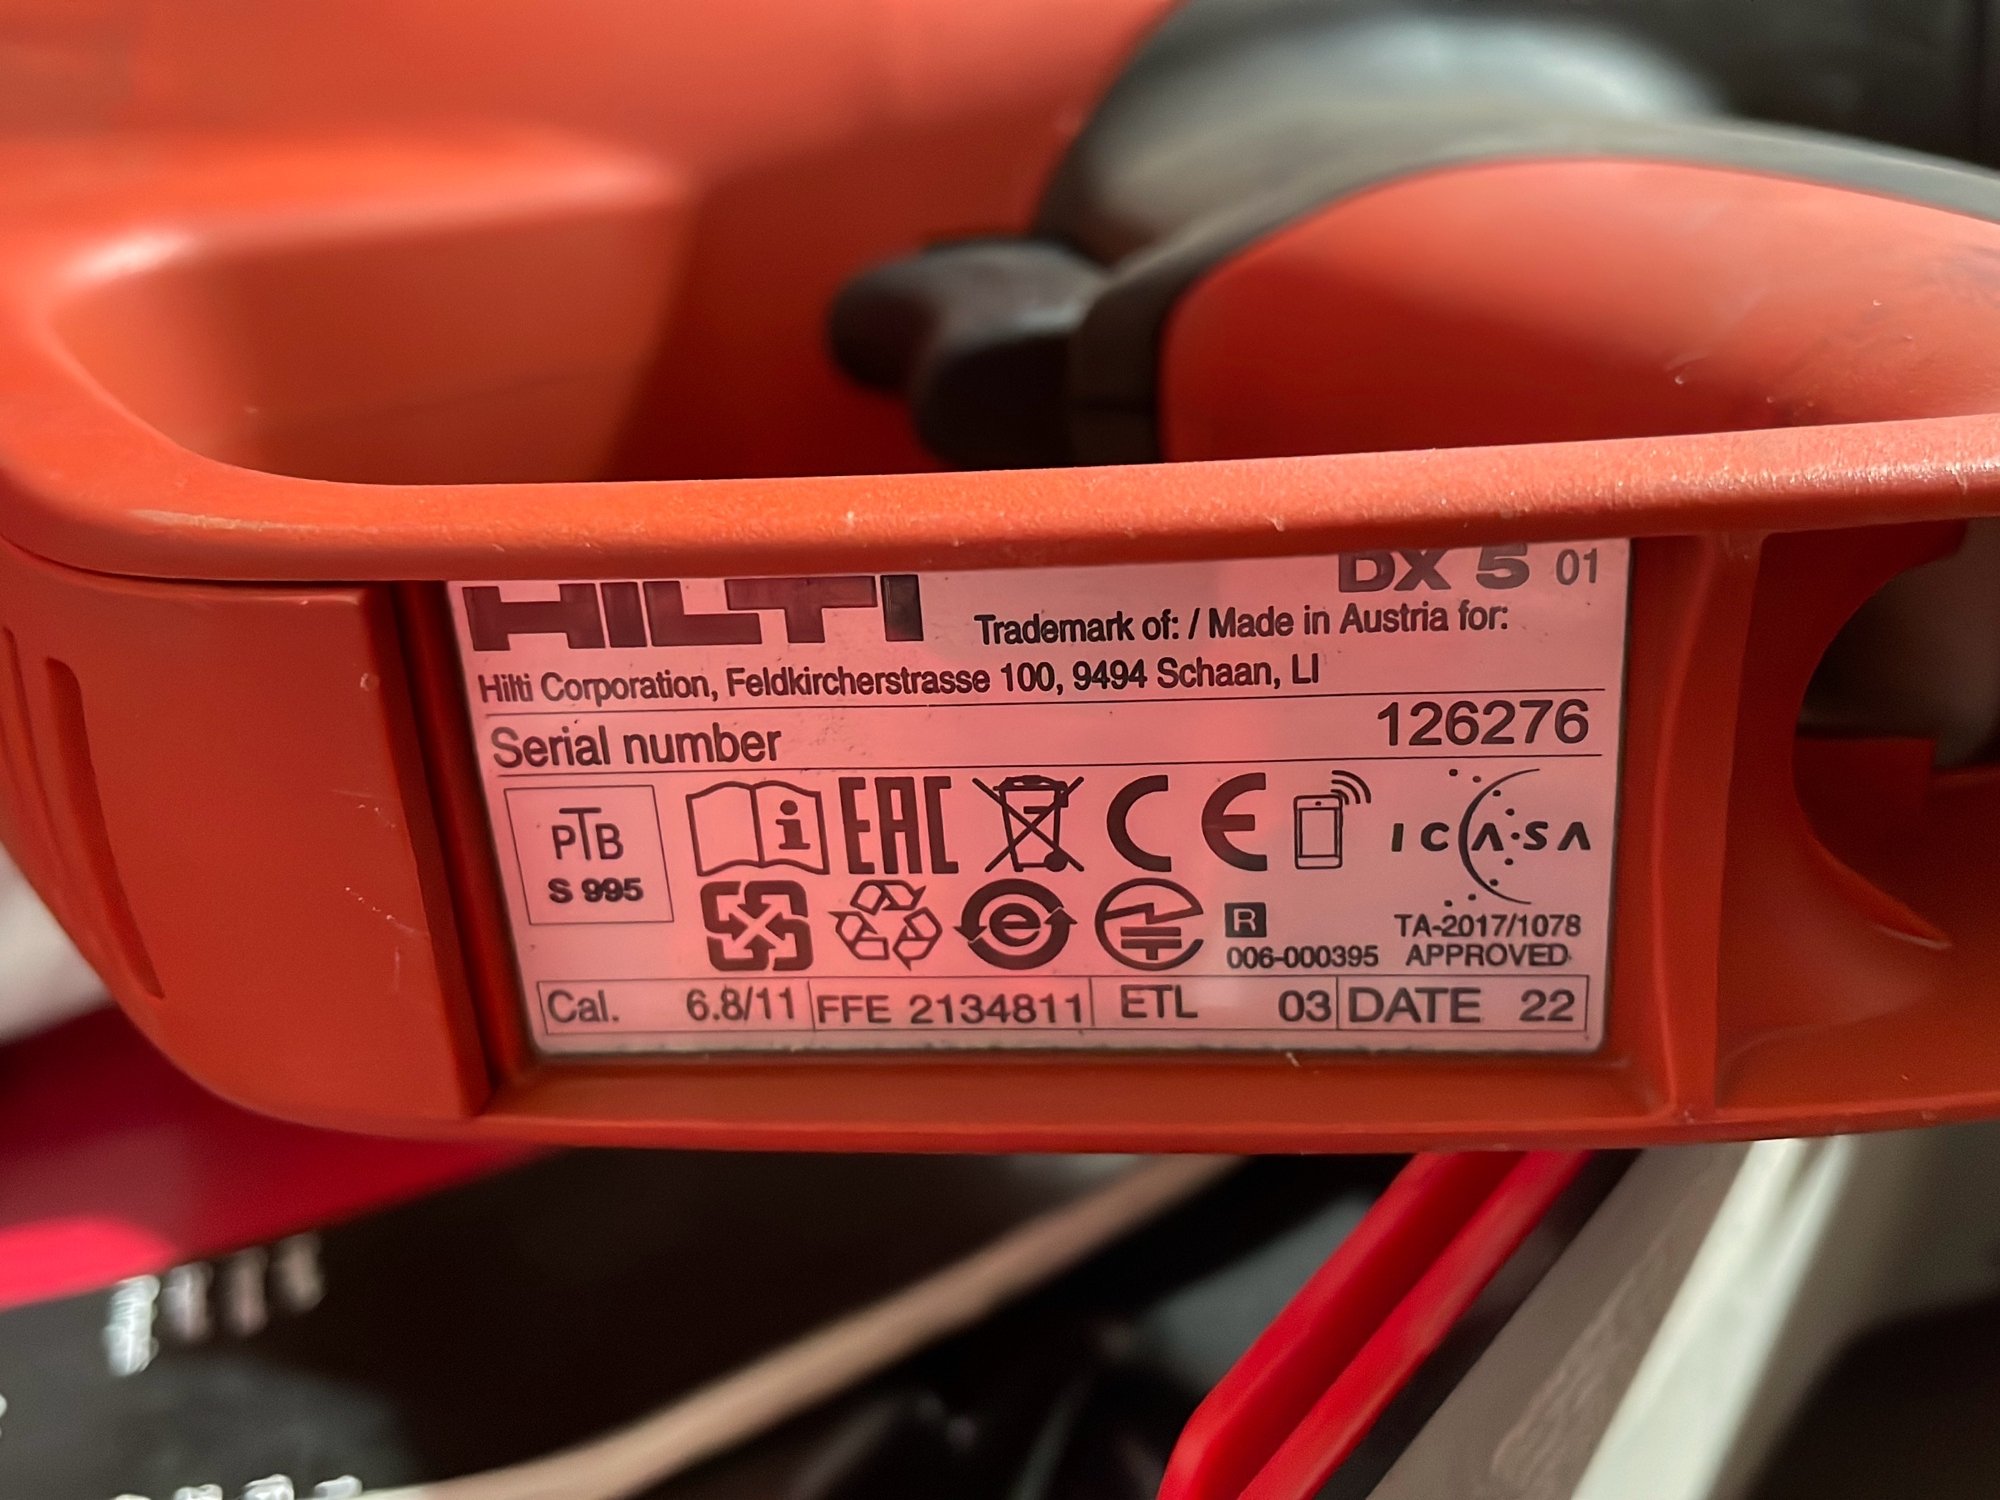 HILTI
DX 5 01
Trademark of: / Made in Austria for:
Hilti Corporation, Feldkircherstrasse 100, 9494 Schaan, LI
Serial number 126276
PTB
S 995
i
EAC
CE
ICASA
e
R
006-000395
TA-2017/1078
APPROVED
Cal. 6.8/11 FFE 2134811 ETL 03 DATE 22